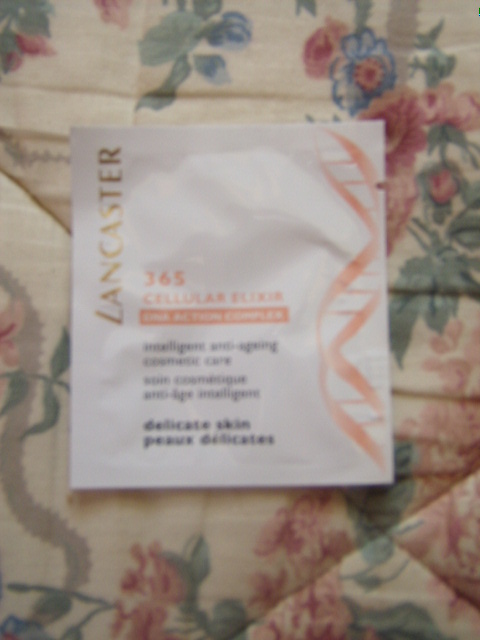 LANCASTER
365
CELLULAR ELIXIR
DNA ACTION COMPLEX
intelligent anti-ageing
cosmetic care
soin cosmétique
anti-âge intelligent
delicate skin
peaux délicates